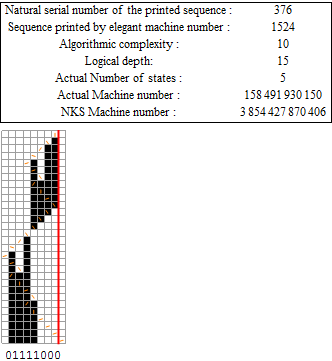 Natural serial number of the printed sequence : 376
Sequence printed by elegant machine number : 1524
Algorithmic complexity : 10
Logical depth: 15
Actual Number of states : 5
Actual Machine number : 158 491 930 150
NKS Machine number : 3 854 427 870 406
01111000